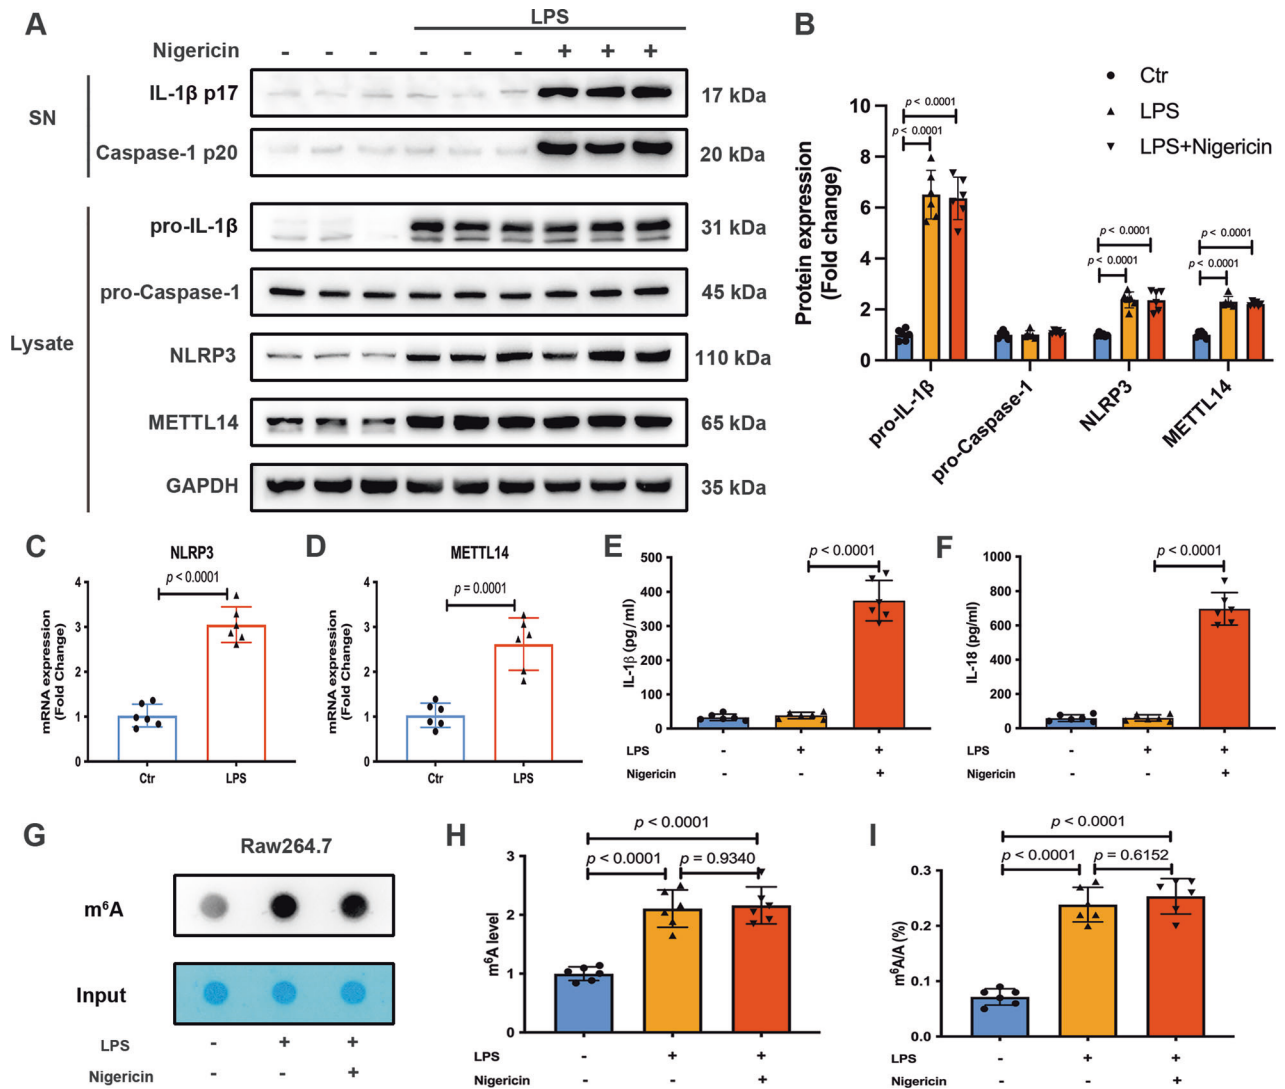 A
LPS
Nigericin - - - - - - + + +
SN
IL-1β p17
17 kDa
Caspase-1 p20
20 kDa
Lysate
pro-IL-1β
31 kDa
pro-Caspase-1
45 kDa
NLRP3
110 kDa
METTL14
65 kDa
GAPDH
35 kDa
B
Ctr
LPS
LPS+Nigericin
Protein expression
(Fold change)
10
8
6
4
2
0
p < 0.0001
p < 0.0001
p < 0.0001
p < 0.0001
p < 0.0001
p < 0.0001
pro-IL-1β
pro-Caspase-1
NLRP3
METTL14
C
NLRP3
p < 0.0001
mRNA expression
(Fold Change)
4
3
2
1
0
Ctr LPS
D
METTL14
p = 0.0001
mRNA expression
(Fold Change)
4
3
2
1
0
Ctr LPS
E
p < 0.0001
IL-1β (pg/ml)
500
400
300
200
100
0
LPS - + +
Nigericin - - +
F
p < 0.0001
IL-18 (pg/ml)
1000
800
600
400
200
0
LPS - + +
Nigericin - - +
G
Raw264.7
m⁶A
Input
LPS - + +
Nigericin - - +
H
p < 0.0001
p < 0.0001 p = 0.9340
m⁶A level
3
2
1
0
LPS - + +
Nigericin - - +
I
p < 0.0001
p < 0.0001 p = 0.6152
m⁶A/A (%)
0.3
0.2
0.1
0.0
LPS - + +
Nigericin - - +